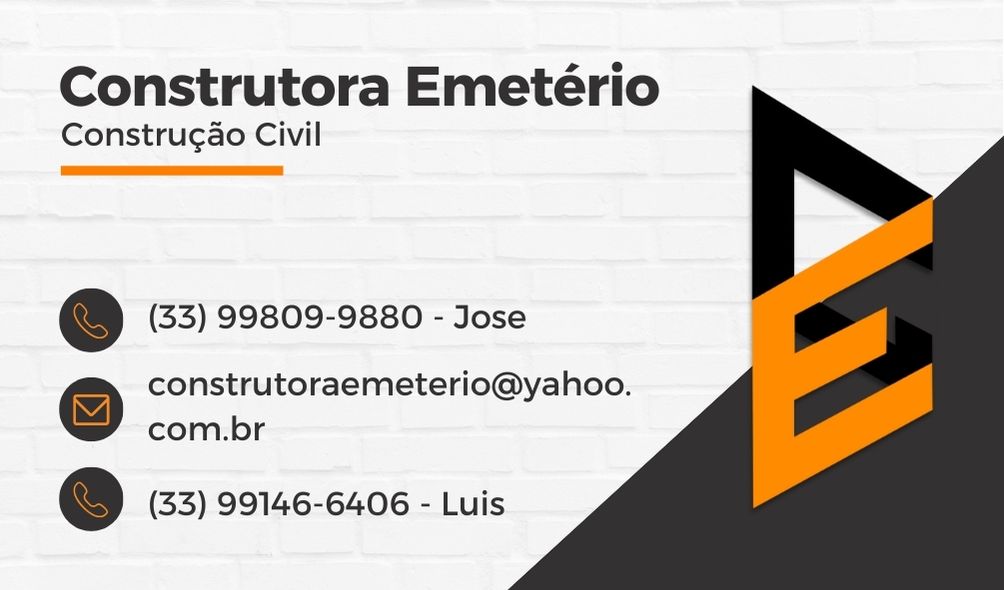 Construtora Emetério
Construção Civil
(33) 99809-9880 - Jose
construtoraemeterio@yahoo.
com.br
(33) 99146-6406 - Luis